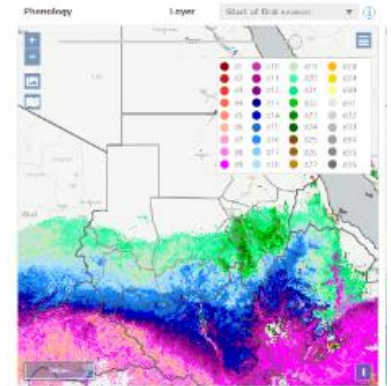 Phenology Layer Start of first season
d1 d10 d19 d28
d2 d11 d20 d29
d3 d12 d21 d30
d4 d13 d22 d31
d5 d14 d23 d32
d6 d15 d24 d33
d7 d16 d25 d34
d8 d17 d26 d35
d9 d18 d27 d36